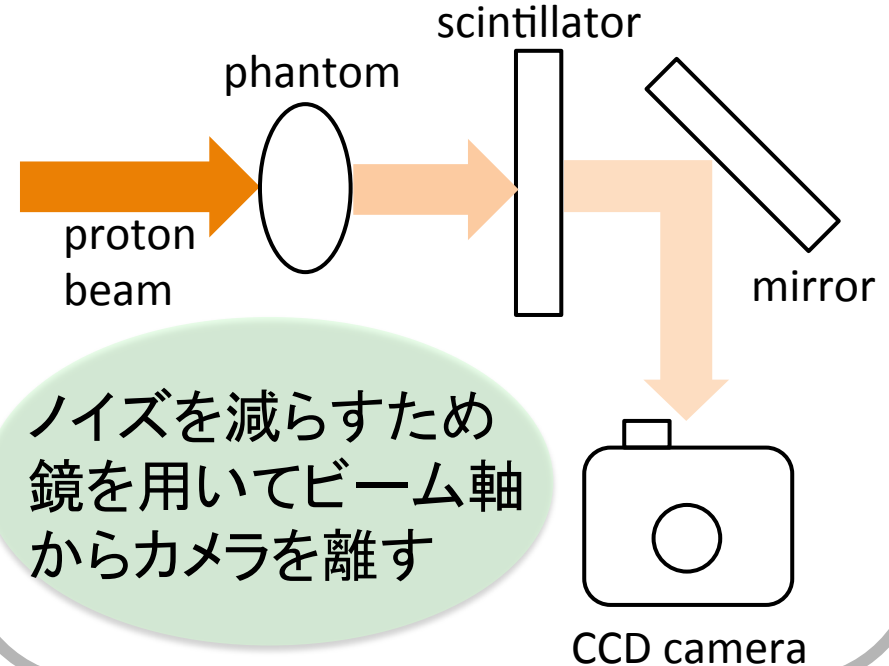 scintillator
phantom
proton
beam
mirror
ノイズを減らすため
鏡を用いてビーム軸
からカメラを離す
CCD camera